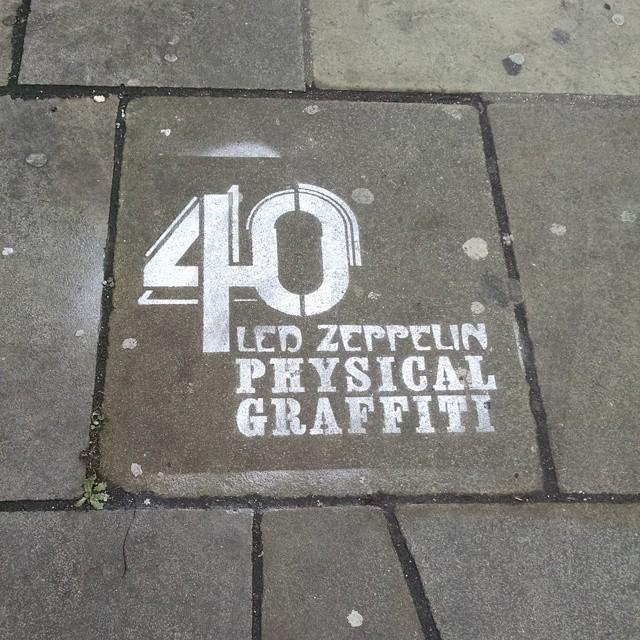 40
LED ZEPPELIN
PHYSICAL
GRAFFITI